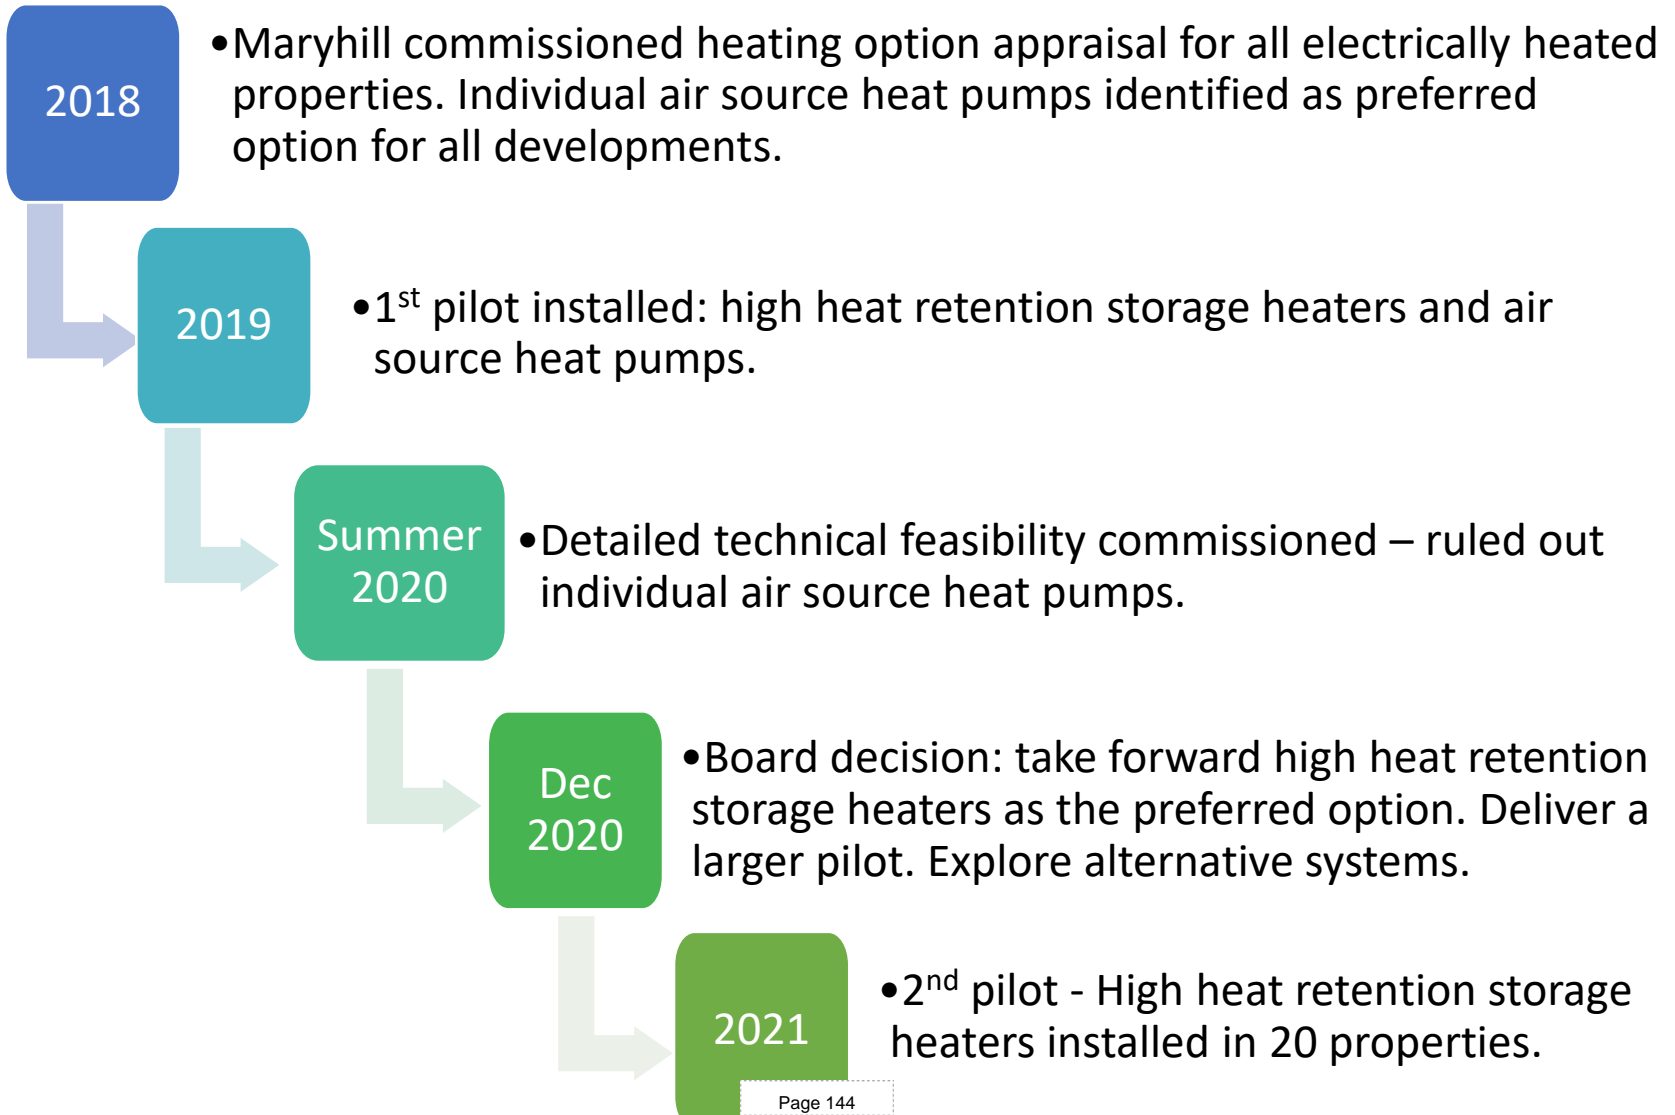 2018
•Maryhill commissioned heating option appraisal for all electrically heated
properties. Individual air source heat pumps identified as preferred
option for all developments.
2019
•1st pilot installed: high heat retention storage heaters and air
source heat pumps.
Summer
2020
•Detailed technical feasibility commissioned – ruled out
individual air source heat pumps.
Dec
2020
•Board decision: take forward high heat retention
storage heaters as the preferred option. Deliver a
larger pilot. Explore alternative systems.
2021
•2nd pilot - High heat retention storage
heaters installed in 20 properties.
Page 144